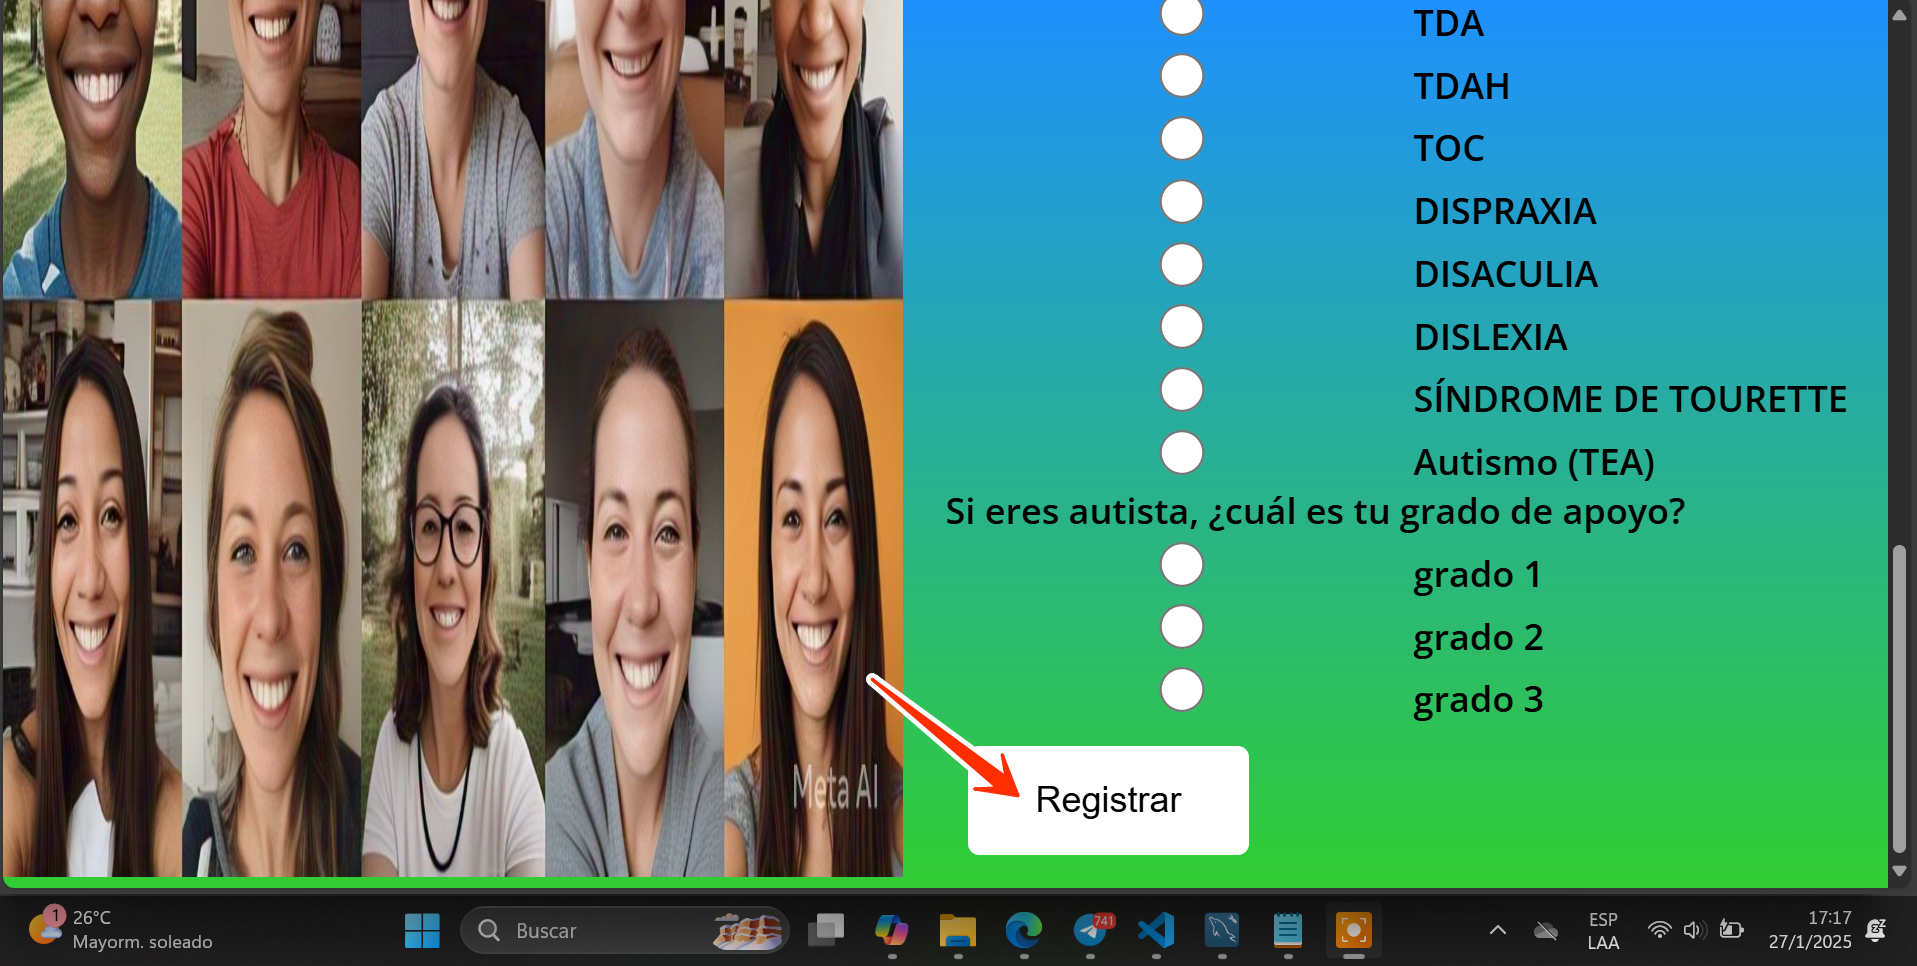 TDA
TDAH
TOC
DISPRAXIA
DISACULIA
DISLEXIA
SÍNDROME DE TOURETTE
Autismo (TEA)
Si eres autista, ¿cuál es tu grado de apoyo?
grado 1
grado 2
grado 3
Meta AI
Registrar
1
26°C
Mayorm. soleado
Buscar
741
ESP
LAA
17:17
27/1/2025